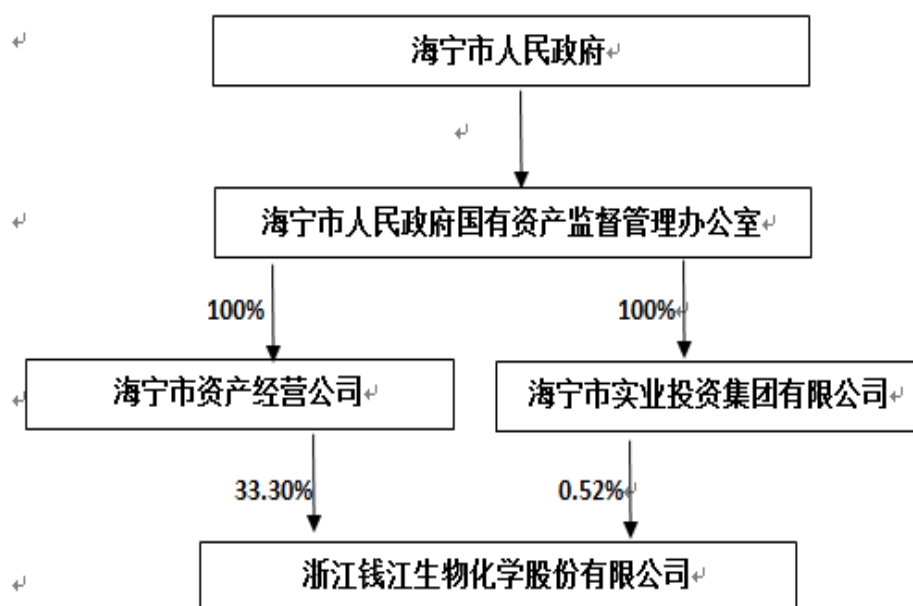 海宁市人民政府
海宁市人民政府国有资产监督管理办公室
100%
100%
海宁市资产经营公司
海宁市实业投资集团有限公司
33.30%
0.52%
浙江钱江生物化学股份有限公司